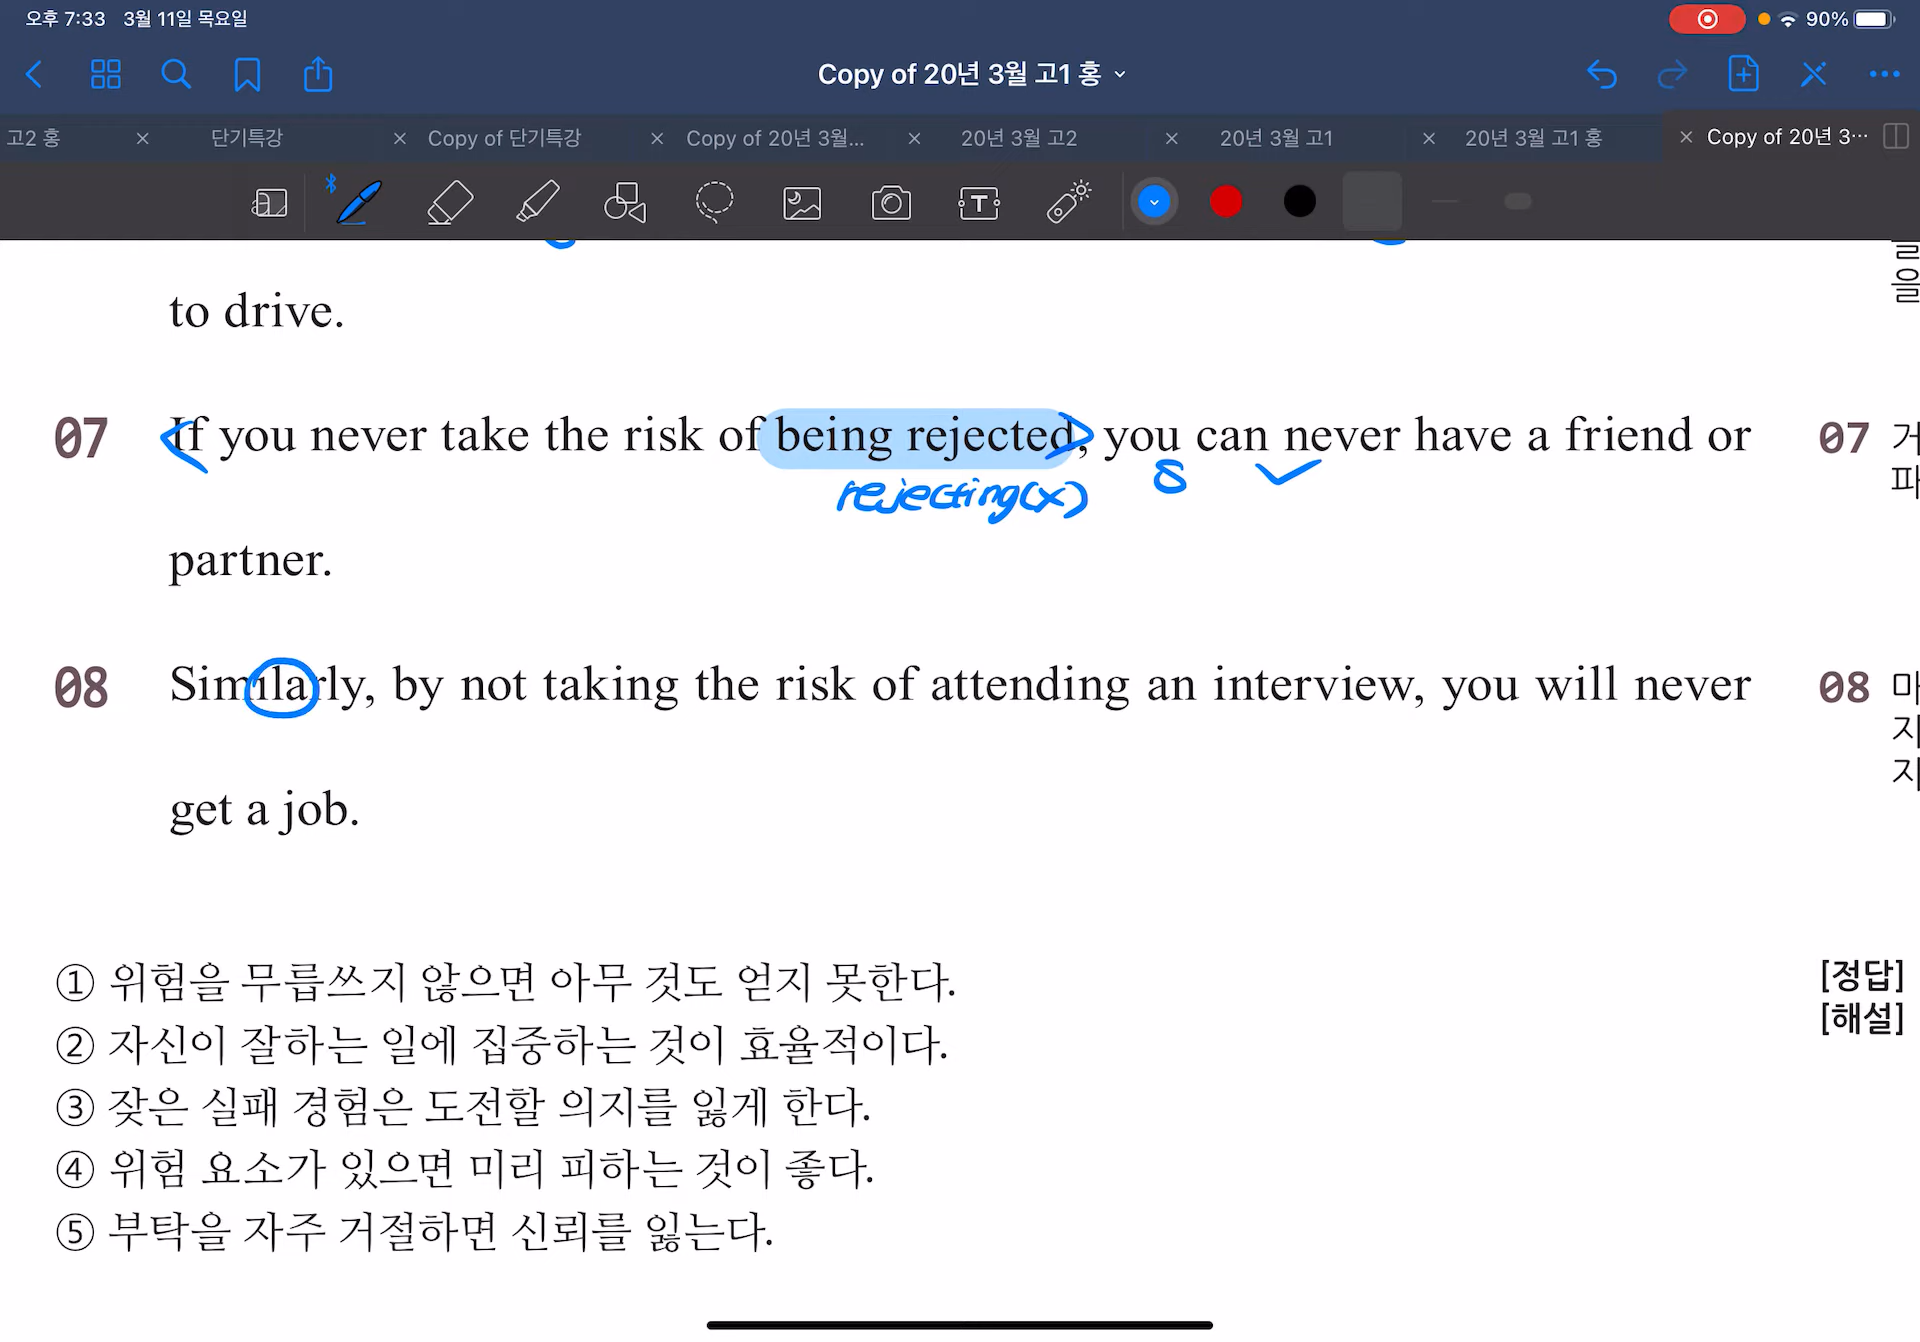 오후 7:33 3월 11일 목요일 90%
Copy of 20년 3월 고1 홍
고2 홍 단기특강 Copy of 단기특강 Copy of 20년 3월... 20년 3월 고2 20년 3월 고1 20년 3월 고1 홍 Copy of 20년 3...
to drive.
을
07 If you never take the risk of being rejected, you can never have a friend or 07 거
rejecting(x) S 파
partner.
08 Similarly, by not taking the risk of attending an interview, you will never 08 마
지
get a job. 지
① 위험을 무릅쓰지 않으면 아무 것도 얻지 못한다. [정답]
[해설]
② 자신이 잘하는 일에 집중하는 것이 효율적이다.
③ 잦은 실패 경험은 도전할 의지를 잃게 한다.
④ 위험 요소가 있으면 미리 피하는 것이 좋다.
⑤ 부탁을 자주 거절하면 신뢰를 잃는다.